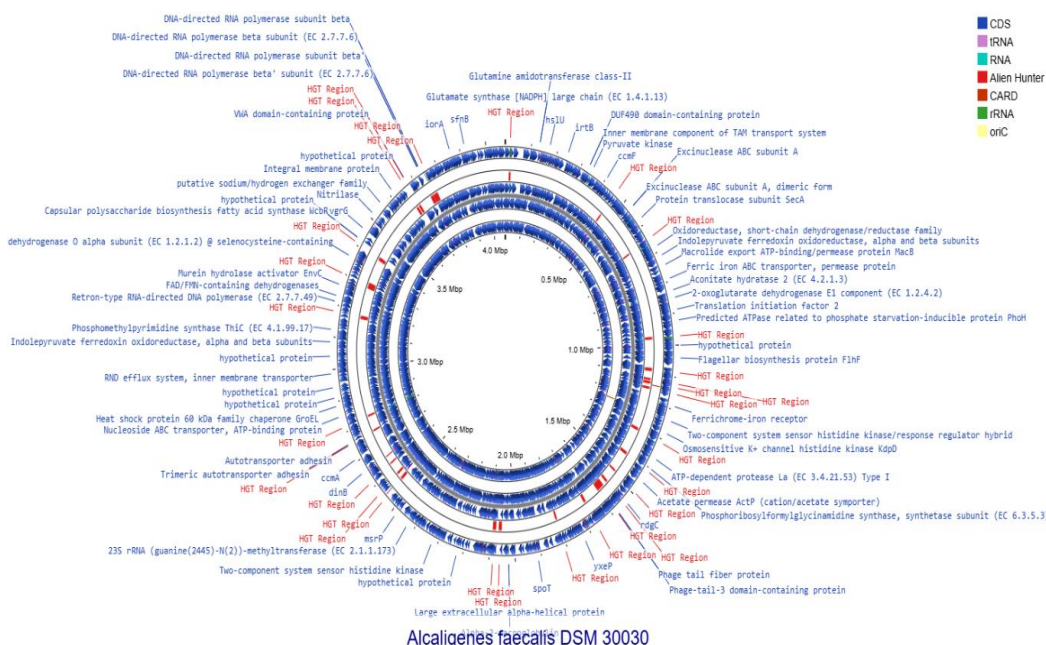 DNA-directed RNA polymerase subunit beta
DNA-directed RNA polymerase beta subunit (EC 2.7.7.6)
DNA-directed RNA polymerase subunit beta'
DNA-directed RNA polymerase beta' subunit (EC 2.7.7.6)
HGT Region
HGT Region
VWA domain-containing protein
HGT Region
HGT Region
hypothetical protein
Integral membrane protein
putative sodium/hydrogen exchanger family
Nitrilase
hypothetical protein
Capsular polysaccharide biosynthesis fatty acid synthase WcbR
vgrG
HGT Region
dehydrogenase O alpha subunit (EC 1.2.1.2) @ selenocysteine-containing
HGT Region
Murein hydrolase activator EnvC
FAD/FMN-containing dehydrogenases
Retron-type RNA-directed DNA polymerase (EC 2.7.7.49)
HGT Region
Phosphomethylpyrimidine synthase ThiC (EC 4.1.99.17)
Indolepyruvate ferredoxin oxidoreductase, alpha and beta subunits
hypothetical protein
RND efflux system, inner membrane transporter
hypothetical protein
hypothetical protein
Heat shock protein 60 kDa family chaperone GroEL
Nucleoside ABC transporter, ATP-binding protein
HGT Region
Autotransporter adhesin
Trimeric autotransporter adhesin
HGT Region
ccmA
dinB
HGT Region
HGT Region
HGT Region
msrP
23S rRNA (guanine(2445)-N(2))-methyltransferase (EC 2.1.1.173)
Two-component system sensor histidine kinase
hypothetical protein
HGT Region
HGT Region
Large extracellular alpha-helical protein
iorA
sfnB
HGT Region
Glutamine amidotransferase class-II
Glutamate synthase [NADPH] large chain (EC 1.4.1.13)
hslU
irtB
DUF490 domain-containing protein
Inner membrane component of TAM transport system
Pyruvate kinase
ccmF
HGT Region
Excinuclease ABC subunit A
Excinuclease ABC subunit A, dimeric form
Protein translocase subunit SecA
HGT Region
Oxidoreductase, short-chain dehydrogenase/reductase family
Indolepyruvate ferredoxin oxidoreductase, alpha and beta subunits
Macrolide export ATP-binding/permease protein MacB
Ferric iron ABC transporter, permease protein
Aconitate hydratase 2 (EC 4.2.1.3)
2-oxoglutarate dehydrogenase E1 component (EC 1.2.4.2)
Translation initiation factor 2
Predicted ATPase related to phosphate starvation-inducible protein PhoH
HGT Region
hypothetical protein
Flagellar biosynthesis protein FlhF
HGT Region
HGT Region
HGT Region
HGT Region
Ferrichrome-iron receptor
Two-component system sensor histidine kinase/response regulator hybrid
Osmosensitive K+ channel histidine kinase KdpD
HGT Region
ATP-dependent protease La (EC 3.4.21.53) Type I
HGT Region
Acetate permease ActP (cation/acetate symporter)
HGT Region
Phosphoribosylformylglycinamidine synthase, synthetase subunit (EC 6.3.5.3)
rdgC
HGT Region
HGT Region
HGT Region
Phage tail fiber protein
Phage-tail-3 domain-containing protein
yxeP
HGT Region
spoT
4.0 Mbp
0.5 Mbp
1.0 Mbp
1.5 Mbp
2.0 Mbp
2.5 Mbp
3.0 Mbp
3.5 Mbp
CDS
tRNA
RNA
Alien Hunter
CARD
rRNA
oriC
Alcaligenes faecalis DSM 30030